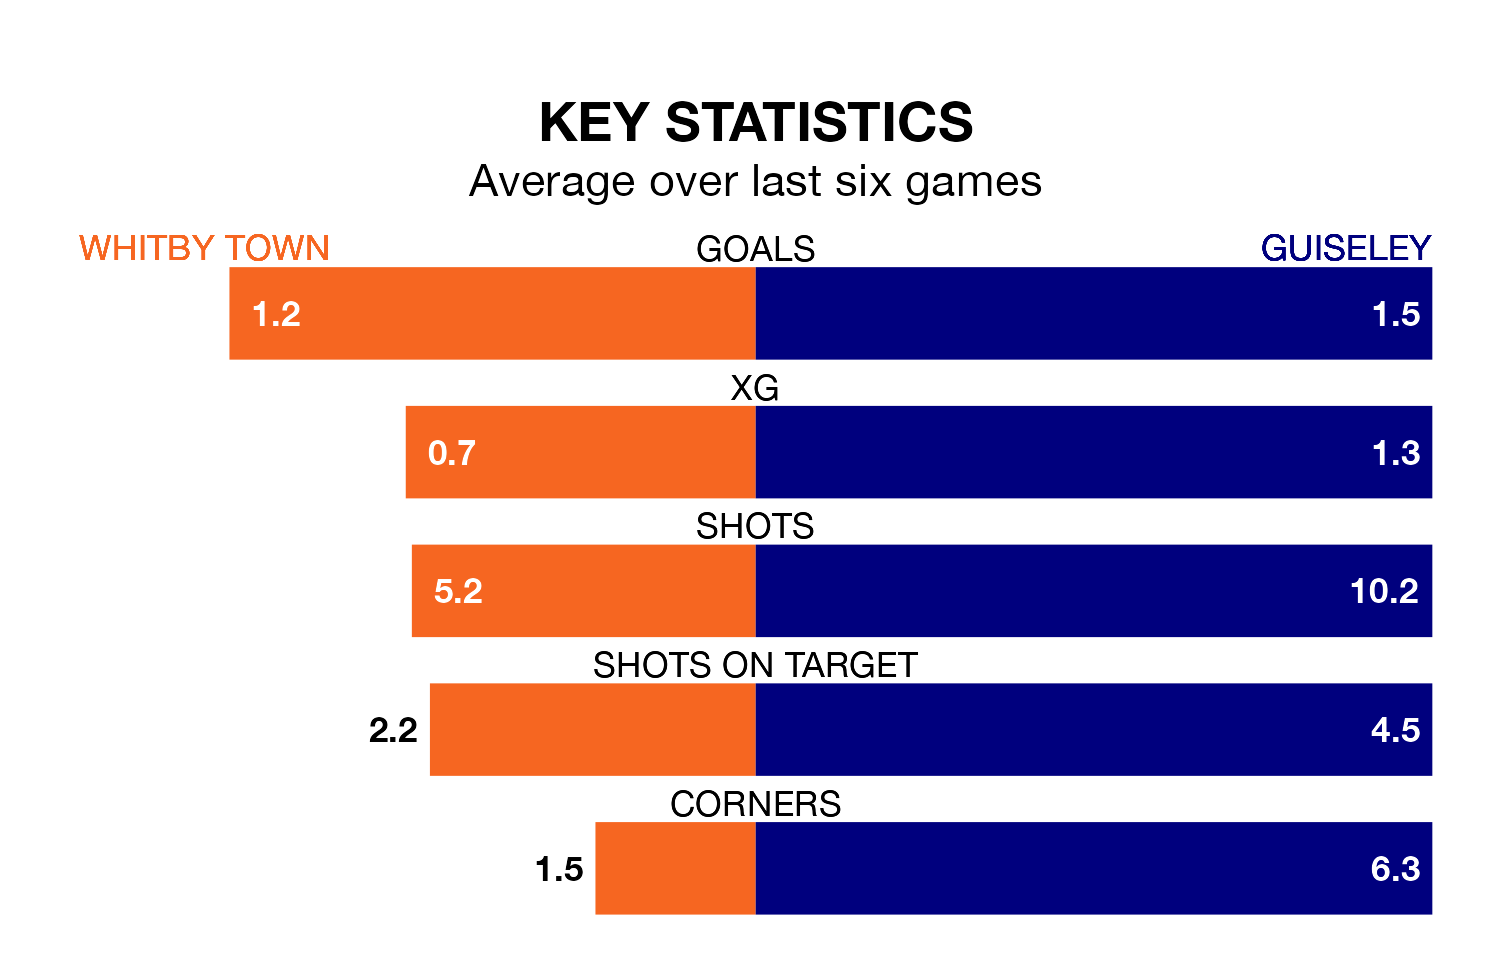 KEY STATISTICS
Average over last six games
WHITBY TOWN GOALS GUISELEY
1.2 1.5
XG
0.7 1.3
SHOTS
5.2 10.2
SHOTS ON TARGET
2.2 4.5
CORNERS
1.5 6.3